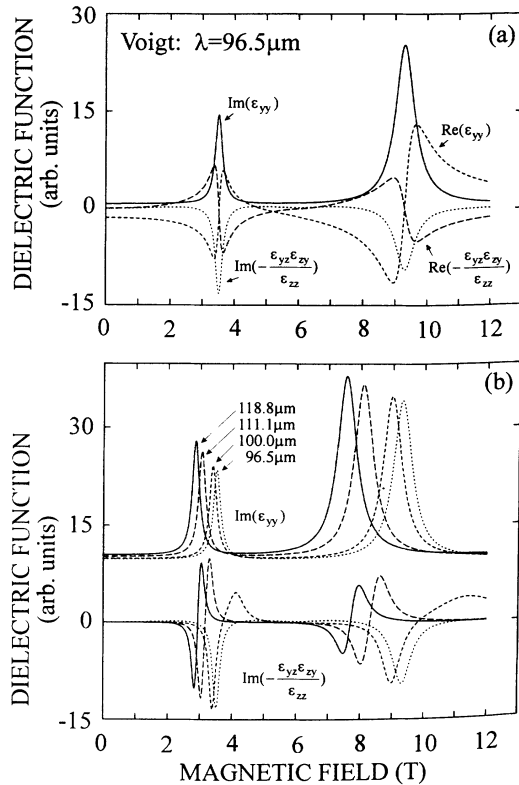 30
15
0
-15
DIELECTRIC FUNCTION
(arb. units)
Voigt: λ=96.5μm
(a)
Im(εyy)
Re(εyy)
Im(-εyzεzy/εzz)
Re(-εyzεzy/εzz)
0 2 4 6 8 10 12
30
15
0
-15
DIELECTRIC FUNCTION
(arb. units)
(b)
118.8μm
111.1μm
100.0μm
96.5μm
Im(εyy)
Im(-εyzεzy/εzz)
0 2 4 6 8 10 12
MAGNETIC FIELD (T)